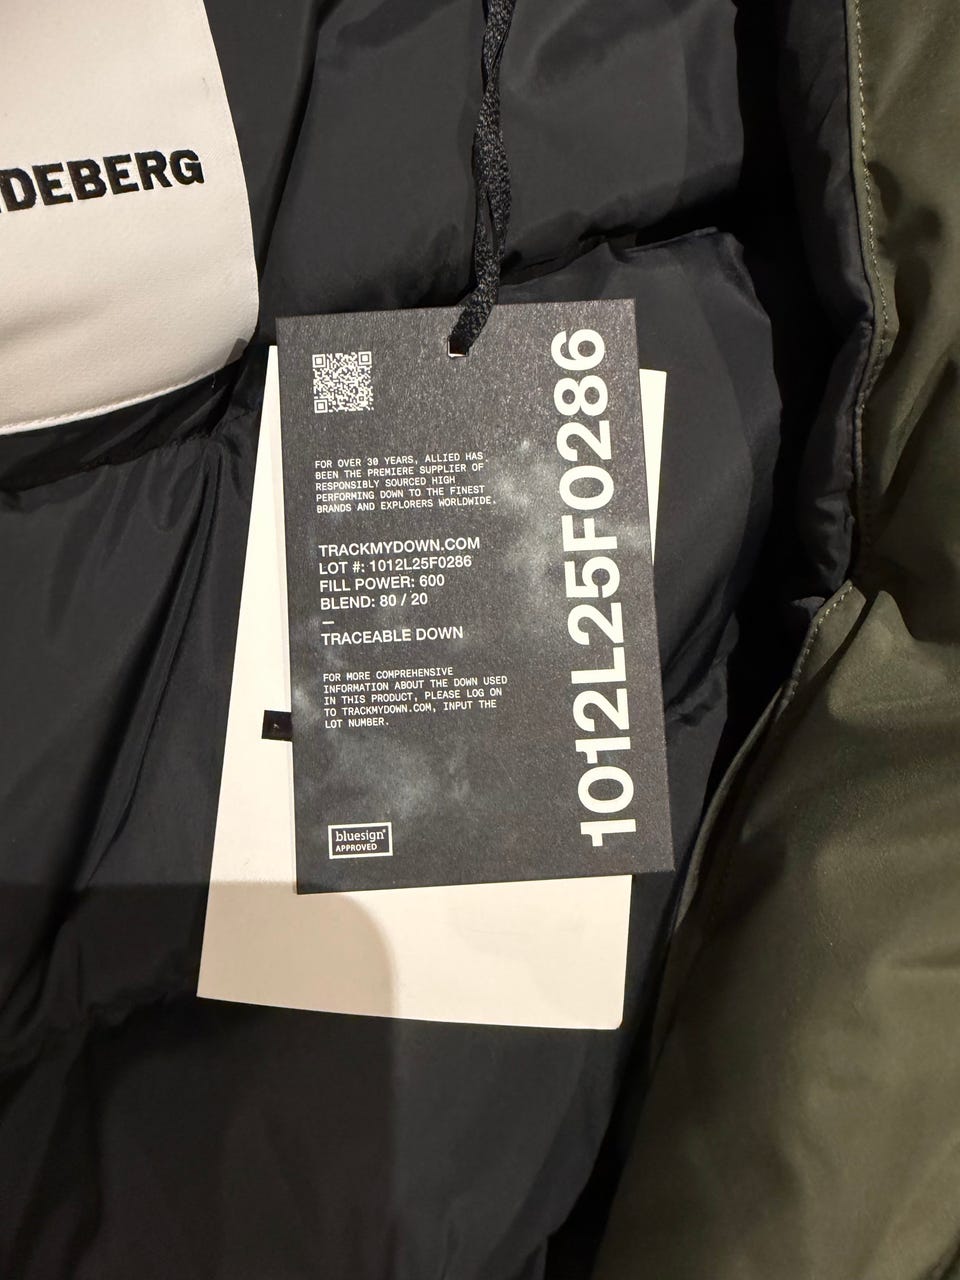 DEBERG
FOR OVER 30 YEARS, ALLIED HAS
BEEN THE PREMIERE SUPPLIER OF
RESPONSIBLY SOURCED HIGH
PERFORMING DOWN TO THE FINEST
BRANDS AND EXPLORERS WORLDWIDE.
TRACKMYDOWN.COM
LOT #: 1012L25F0286
FILL POWER: 600
BLEND: 80 / 20
—
TRACEABLE DOWN
FOR MORE COMPREHENSIVE
INFORMATION ABOUT THE DOWN USED
IN THIS PRODUCT, PLEASE LOG ON
TO TRACKMYDOWN.COM, INPUT THE
LOT NUMBER.
bluesign®
APPROVED
1012L25F0286